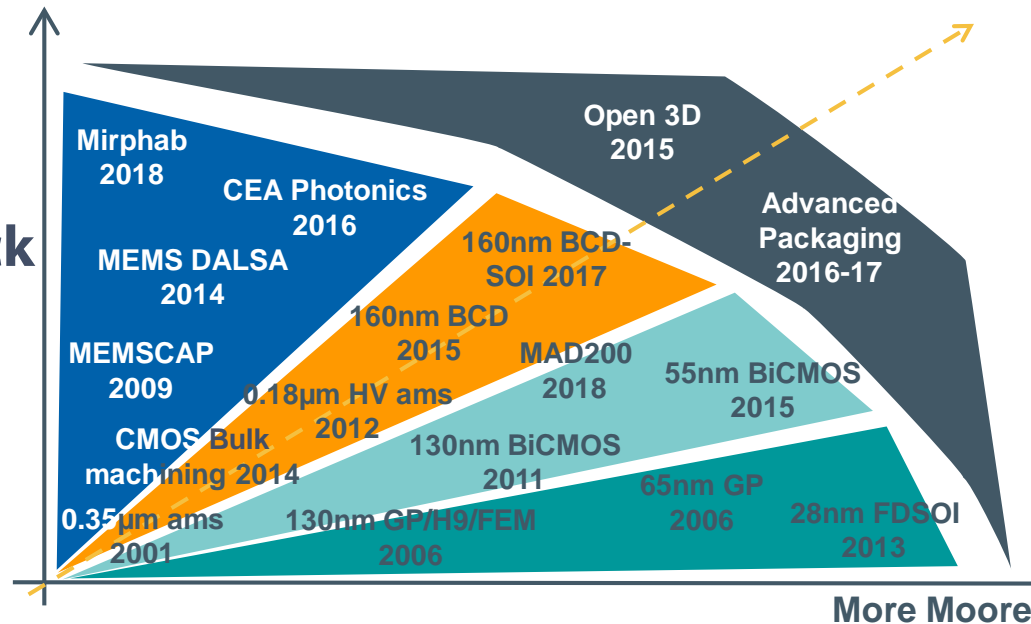 Mirphab
2018
CEA Photonics
2016
MEMS DALSA
2014
MEMSCAP
2009
CMOS Bulk
machining 2014
0.35µm ams
2001
160nm BCD-
SOI 2017
160nm BCD
2015
0.18µm HV ams
2012
MAD200
2018
55nm BiCMOS
2015
130nm BiCMOS
2011
65nm GP
2006
28nm FDSOI
2013
130nm GP/H9/FEM
2006
Open 3D
2015
Advanced
Packaging
2016-17
More Moore